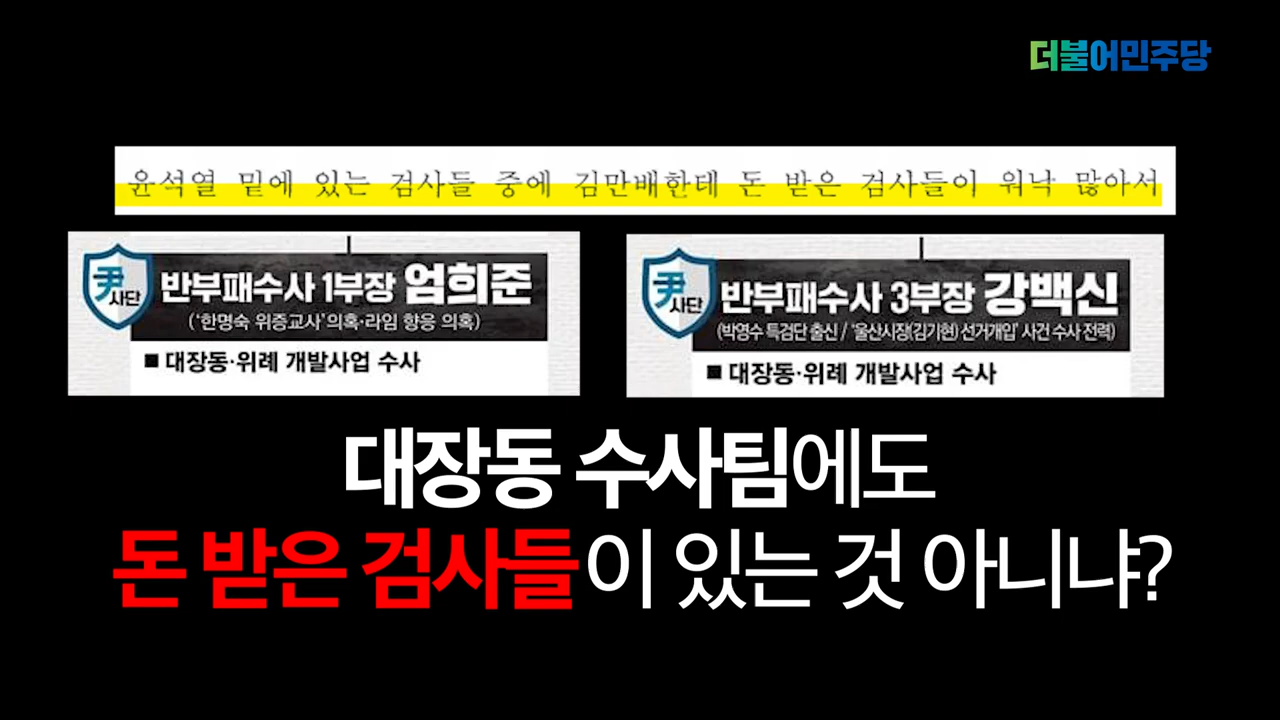 더불어민주당
윤석열 밑에 있는 검사들 중에 김만배한테 돈 받은 검사들이 워낙 많아서
尹사단
반부패수사 1부장 엄희준
(‘한명숙 위증교사’ 의혹·라임 향응 의혹)
■ 대장동·위례 개발사업 수사
尹사단
반부패수사 3부장 강백신
(박영수 특검단 출신 / ‘울산시장(김기현) 선거개입’ 사건 수사 전력)
■ 대장동·위례 개발사업 수사
대장동 수사팀에도
돈 받은 검사들이 있는 것 아니냐?